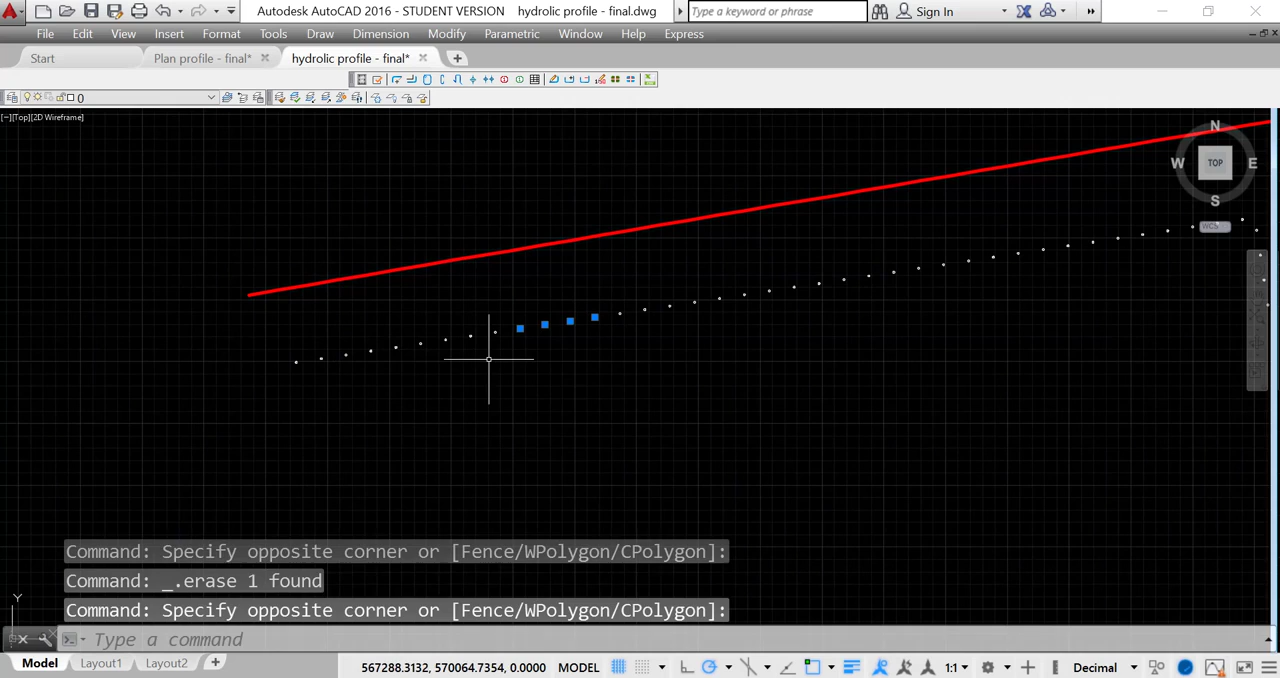 Autodesk AutoCAD 2016 - STUDENT VERSION hydrolic profile - final.dwg Type a keyword or phrase Sign In
File Edit View Insert Format Tools Draw Dimension Modify Parametric Window Help Express
Start Plan profile - final* hydrolic profile - final*
0
[−][Top][2D Wireframe]
N
W TOP E
S
WCS
Command: Specify opposite corner or [Fence/WPolygon/CPolygon]:
Command: _.erase 1 found
Command: Specify opposite corner or [Fence/WPolygon/CPolygon]:
Y
Type a command
Model Layout1 Layout2 567288.3132, 570064.7354, 0.0000 MODEL 1:1 Decimal